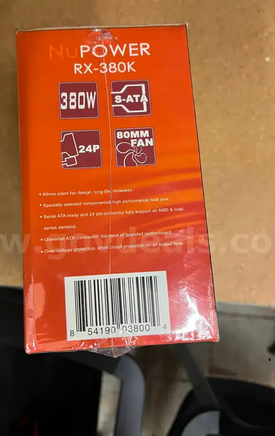 NuPOWER
RX-380K
380W
S-ATA
24P
80MM
FAN
• 80mm silent fan design, long life, noiseless.
• Specially selected components, high performance heat sink.
• Serial ATA ready and 24 pin connector fully support all AMD & Intel
series demand.
• Universal ATX connector for most of branded motherboard.
• Over voltage protection, short circuit protection on all output
8 54190 03800 4